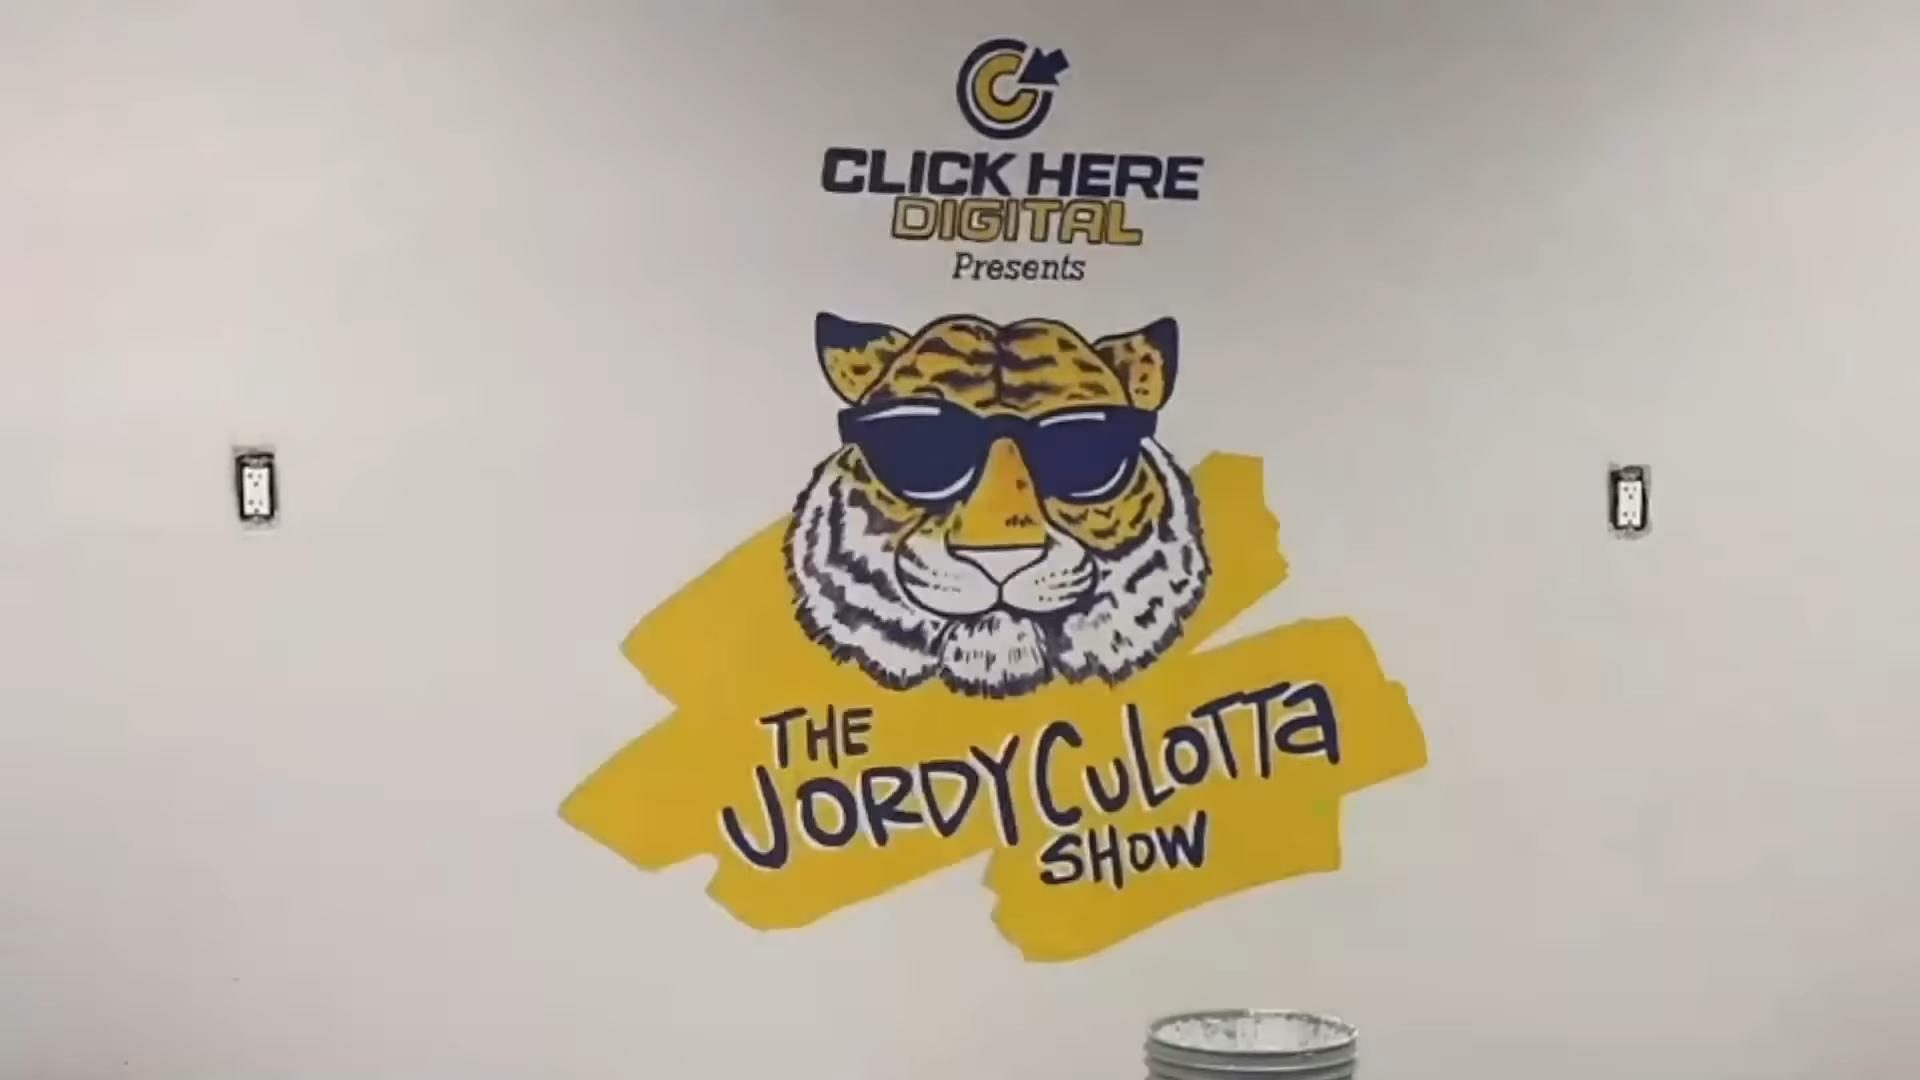 CLICK HERE
DIGITAL
Presents
THE
JORDY CULOTTA
SHOW